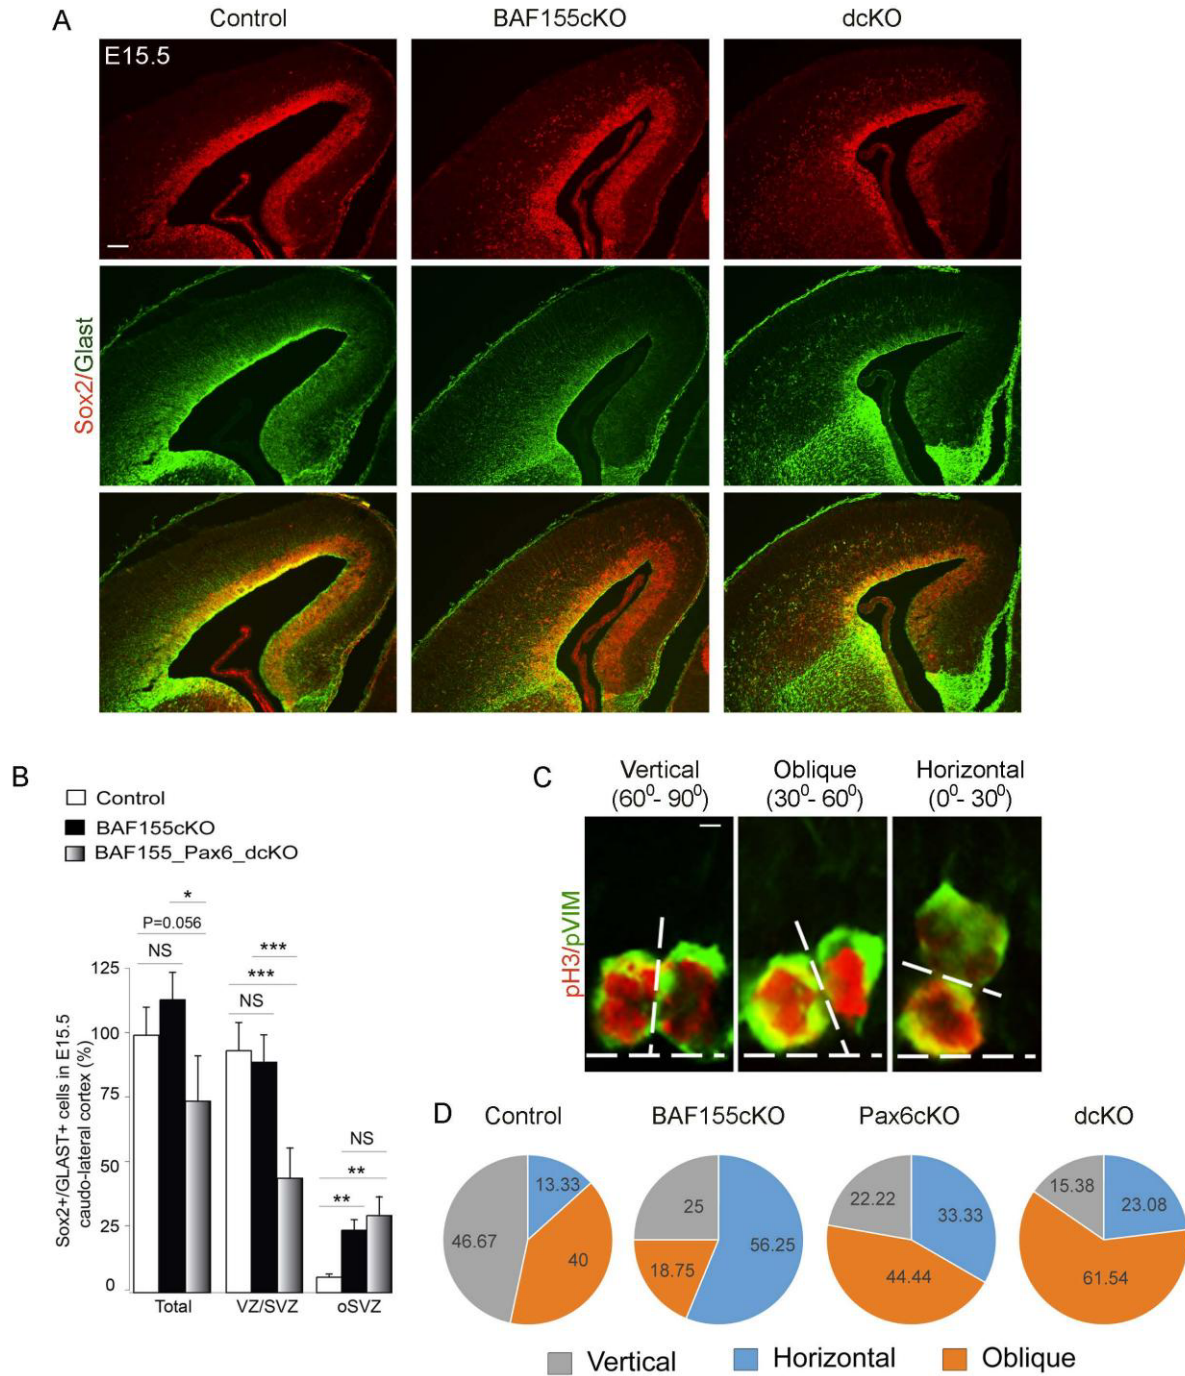 A
Control
BAF155cKO
dcKO
E15.5
Sox2/Glast
B
Control
BAF155cKO
BAF155_Pax6_dcKO
*
P=0.056
NS
***
***
NS
NS
**
**
125
100
75
50
25
0
Sox2+/GLAST+ cells in E15.5
caudo-lateral cortex (%)
Total
VZ/SVZ
oSVZ
C
Vertical
(60⁰- 90⁰)
Oblique
(30⁰- 60⁰)
Horizontal
(0⁰- 30⁰)
pH3/pVIM
D
Control
BAF155cKO
Pax6cKO
dcKO
13.33
46.67
40
25
56.25
18.75
22.22
33.33
44.44
15.38
23.08
61.54
Vertical
Horizontal
Oblique